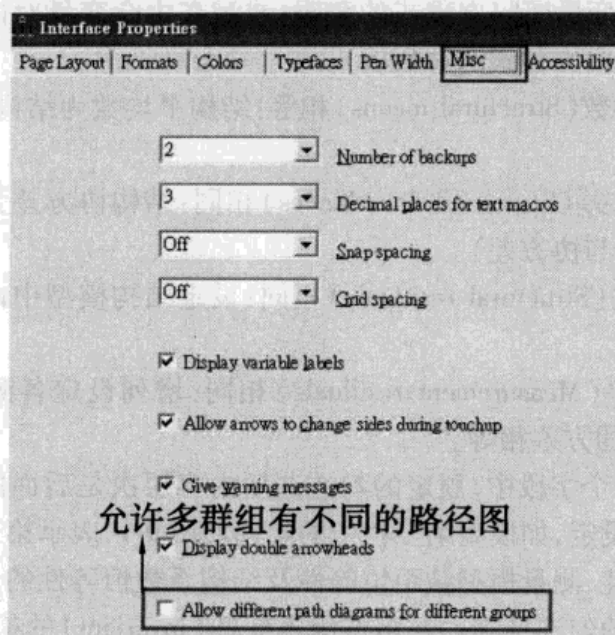 Interface Properties
Page Layout Formats Colors Typefaces Pen Width Misc Accessibility
2 Number of backups
3 Decimal places for text macros
Off Snap spacing
Off Grid spacing
Display variable labels
Allow arrows to change sides during touchup
Give warning messages
允许多群组有不同的路径图
Display double arrowheads
Allow different path diagrams for different groups